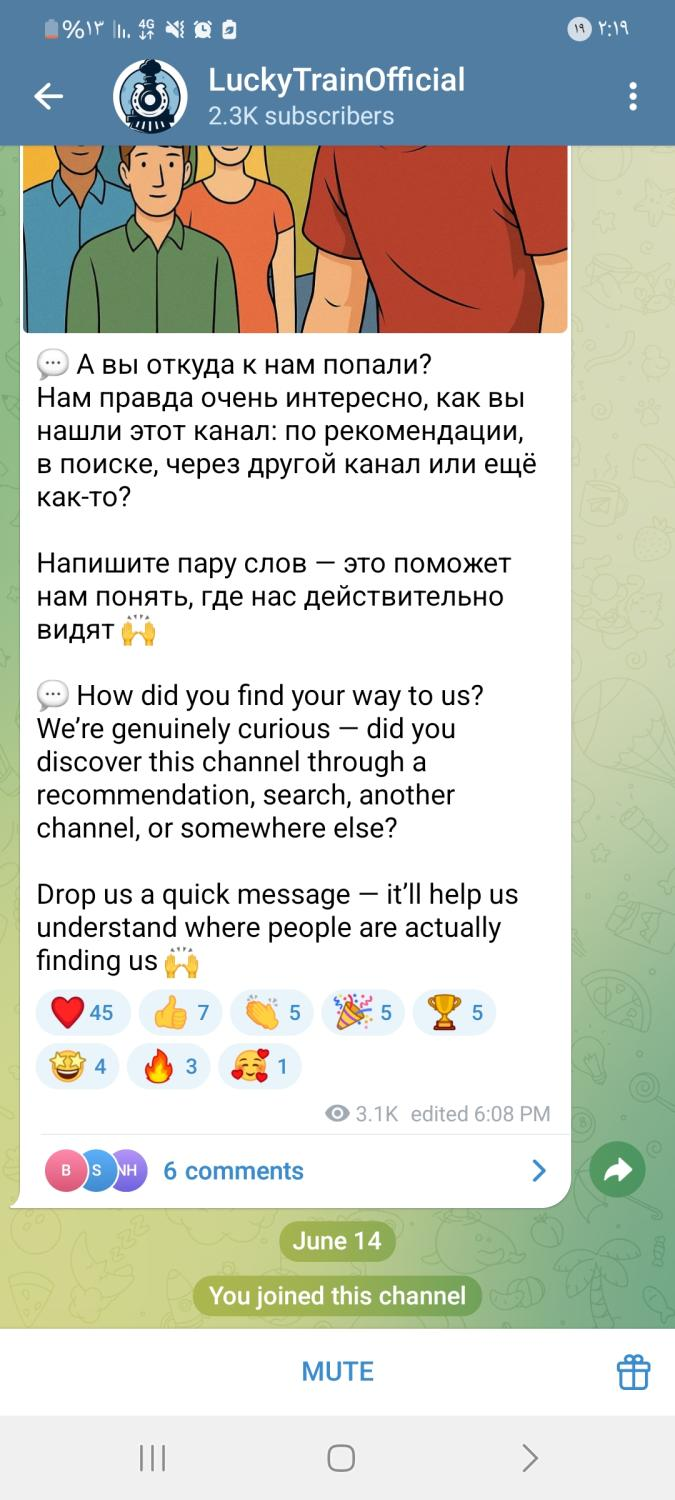 %۱۳ 4G ۱۹ ۲:۱۹
LuckyTrainOfficial
2.3K subscribers
💬 А вы откуда к нам попали?
Нам правда очень интересно, как вы
нашли этот канал: по рекомендации,
в поиске, через другой канал или ещё
как-то?
Напишите пару слов — это поможет
нам понять, где нас действительно
видят 🙌
💬 How did you find your way to us?
We’re genuinely curious — did you
discover this channel through a
recommendation, search, another
channel, or somewhere else?
Drop us a quick message — it’ll help us
understand where people are actually
finding us 🙌
❤️ 45 👍 7 👏 5 🎉 5 🏆 5
🤩 4 🔥 3 🥰 1
3.1K edited 6:08 PM
B S NH 6 comments
June 14
You joined this channel
MUTE